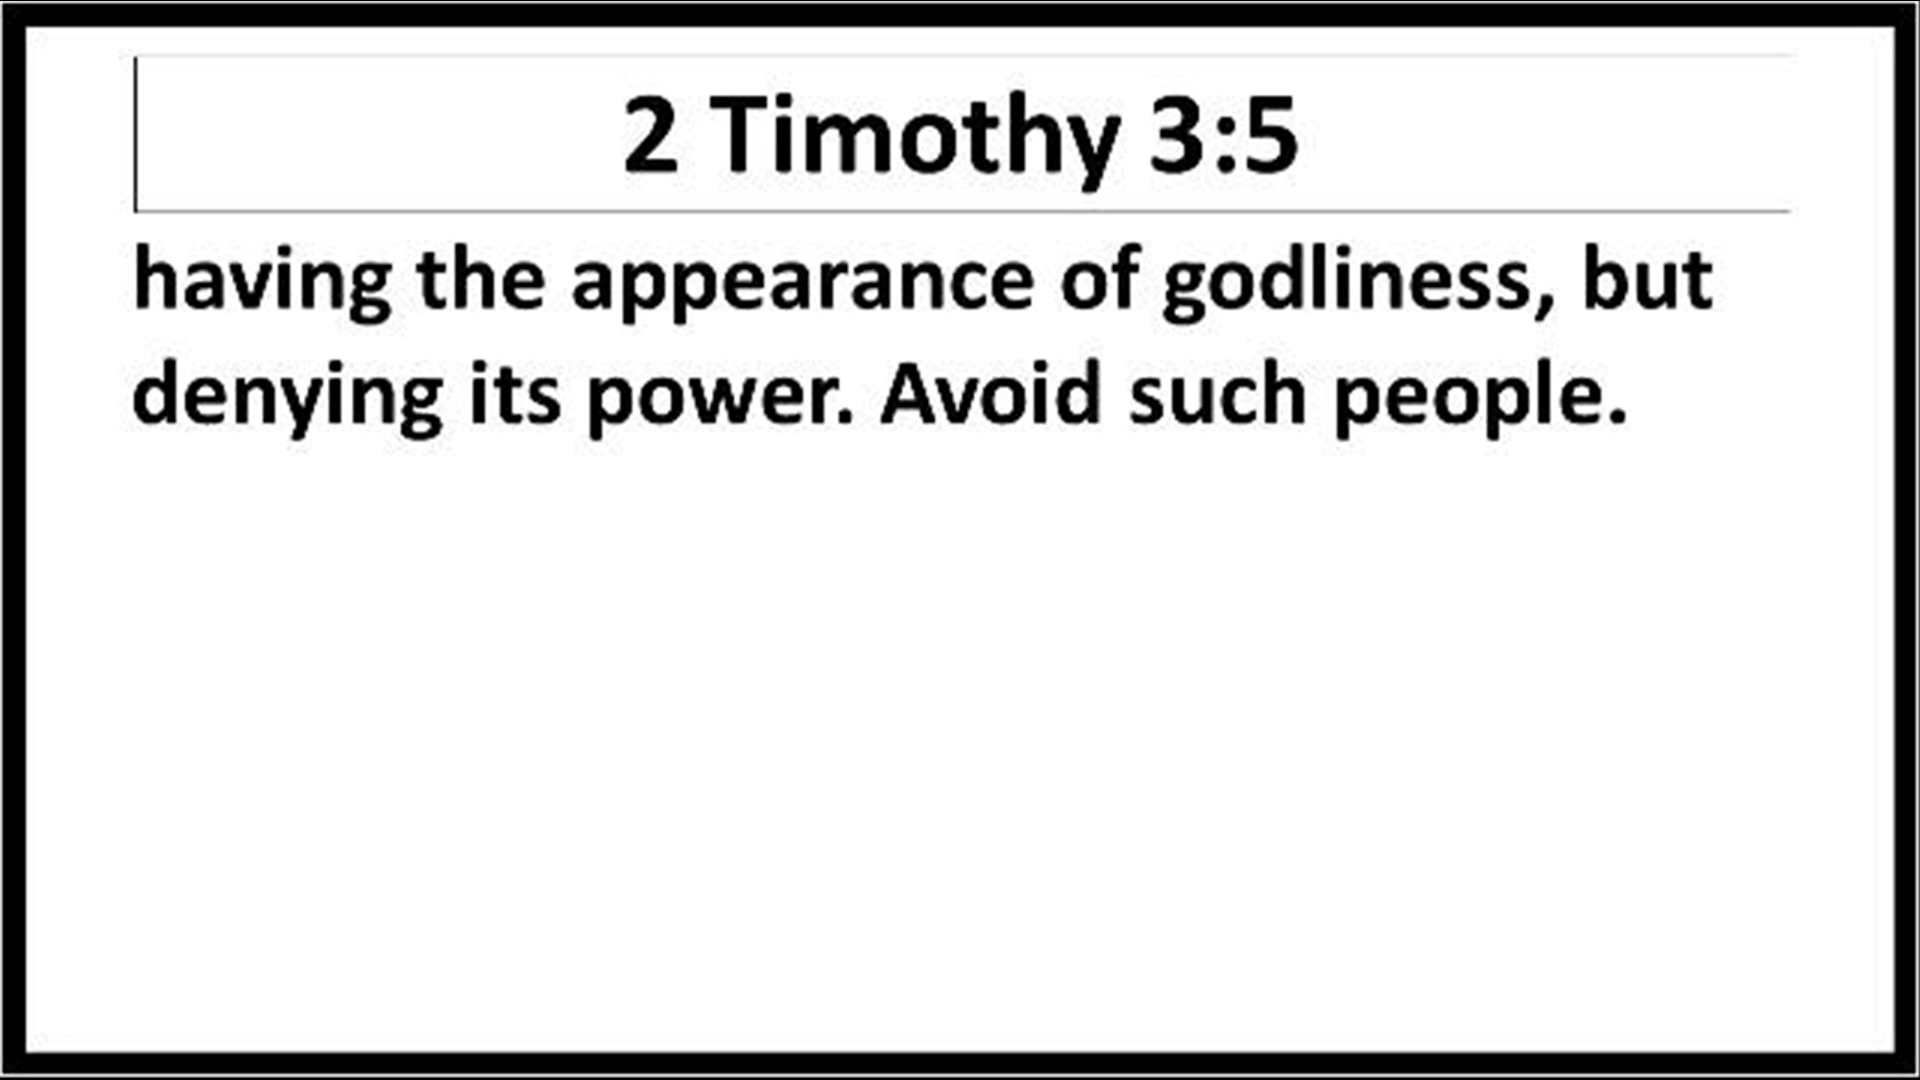 2 Timothy 3:5
having the appearance of godliness, but
denying its power. Avoid such people.